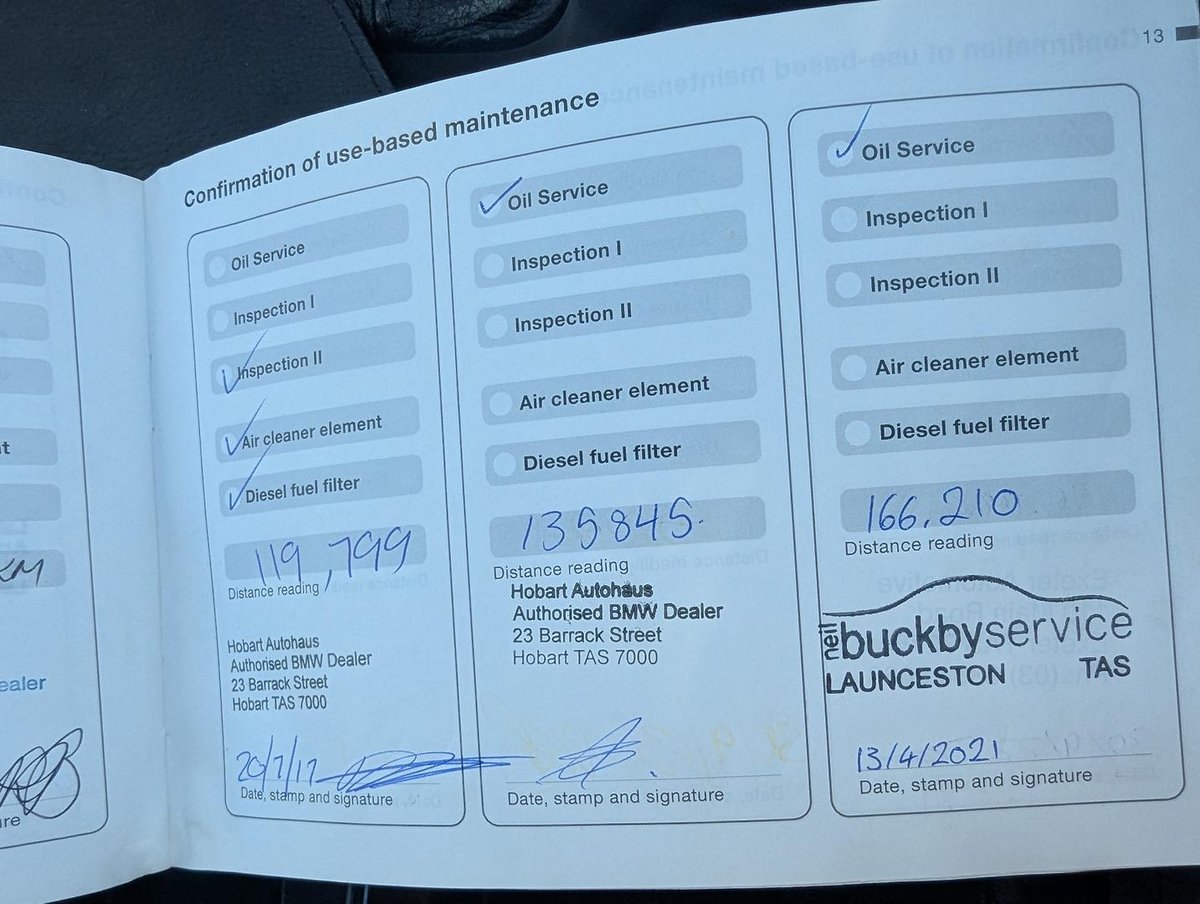 13
Confirmation of use-based maintenance
Oil Service
Inspection I
Inspection II
Air cleaner element
Diesel fuel filter
119,799
Distance reading
Hobart Autohaus
Authorised BMW Dealer
23 Barrack Street
Hobart TAS 7000
20/7/17
Date, stamp and signature
Oil Service
Inspection I
Inspection II
Air cleaner element
Diesel fuel filter
135845.
Distance reading
Hobart Autohaus
Authorised BMW Dealer
23 Barrack Street
Hobart TAS 7000
Date, stamp and signature
Oil Service
Inspection I
Inspection II
Air cleaner element
Diesel fuel filter
166.210
Distance reading
neil buckbyservice
LAUNCESTON TAS
13/4/2021
Date, stamp and signature
KM
ealer